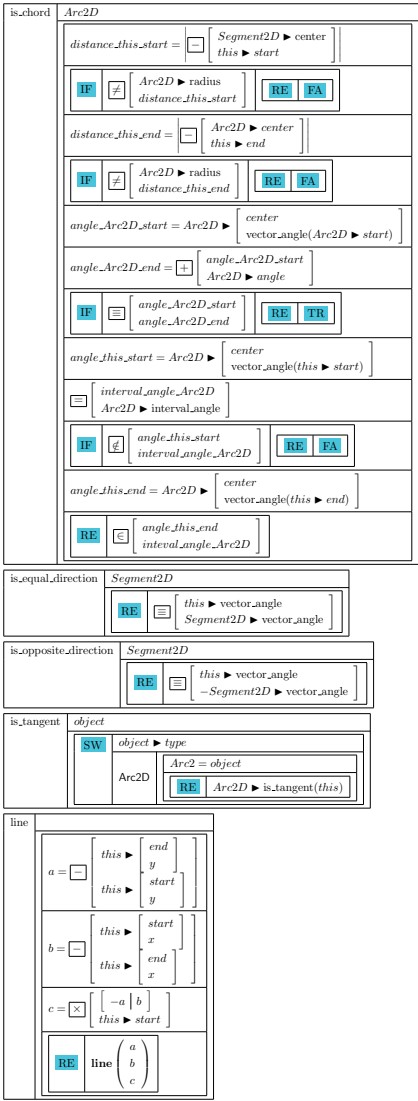 is_chord Arc2D
distance_this_start = | − [ Segment2D ► center
this ► start ] |
IF ≠ [ Arc2D ► radius
distance_this_start ] RE FA
distance_this_end = | − [ Arc2D ► center
this ► end ] |
IF ≠ [ Arc2D ► radius
distance_this_end ] RE FA
angle_Arc2D_start = Arc2D ► [ center
vector_angle(Arc2D ► start) ]
angle_Arc2D_end = + [ angle_Arc2D_start
Arc2D ► angle ]
IF ≡ [ angle_Arc2D_start
angle_Arc2D_end ] RE TR
angle_this_start = Arc2D ► [ center
vector_angle(this ► start) ]
= [ interval_angle_Arc2D
Arc2D ► interval_angle ]
IF ∉ [ angle_this_start
interval_angle_Arc2D ] RE FA
angle_this_end = Arc2D ► [ center
vector_angle(this ► end) ]
RE ∈ [ angle_this_end
inteval_angle_Arc2D ]
is_equal_direction Segment2D
RE ≡ [ this ► vector_angle
Segment2D ► vector_angle ]
is_opposite_direction Segment2D
RE ≡ [ this ► vector_angle
−Segment2D ► vector_angle ]
is_tangent object
SW object ► type
Arc2D Arc2 = object
RE Arc2D ► is_tangent(this)
line
a = − [ this ► [ end
y ]
this ► [ start
y ] ]
b = − [ this ► [ start
x ]
this ► [ end
x ] ]
c = × [ [ −a | b ]
this ► start ]
RE line ( a
b
c )